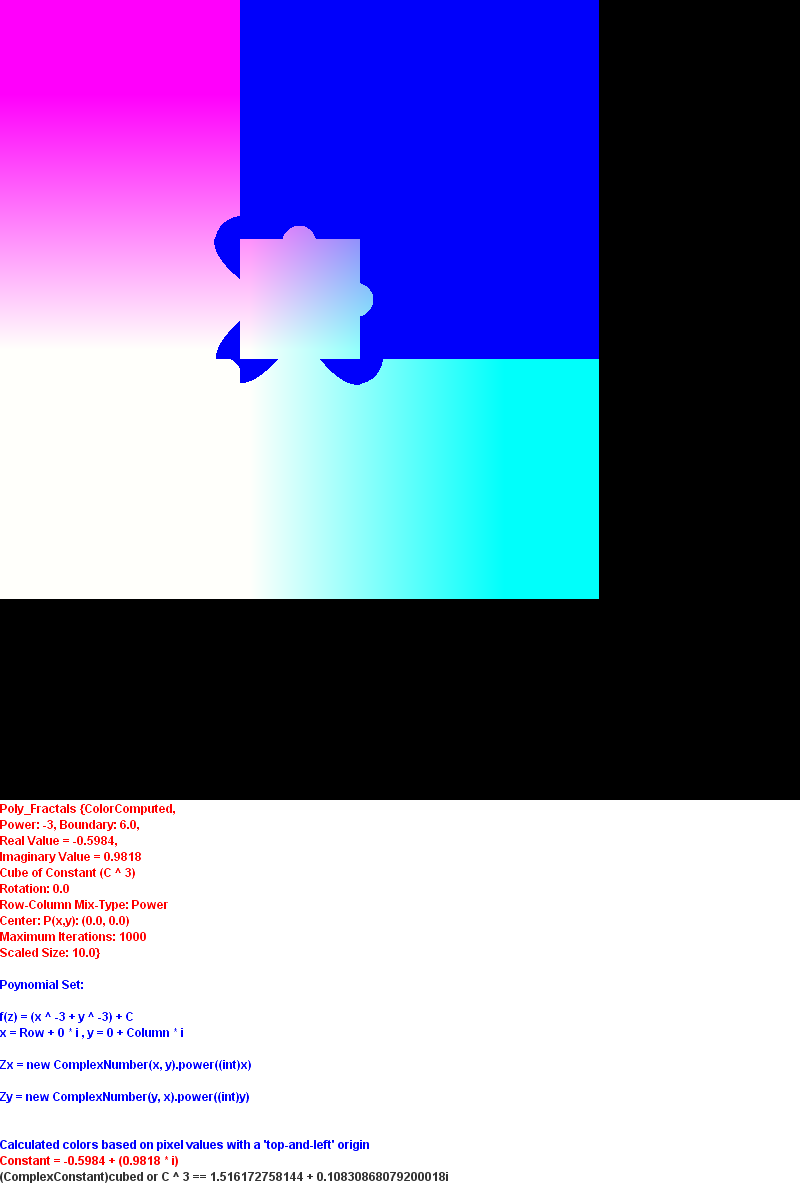 Poly_Fractals {ColorComputed,
Power: -3, Boundary: 6.0,
Real Value = -0.5984,
Imaginary Value = 0.9818
Cube of Constant (C ^ 3)
Rotation: 0.0
Row-Column Mix-Type: Power
Center: P(x,y): (0.0, 0.0)
Maximum Iterations: 1000
Scaled Size: 10.0}
Poynomial Set:
f(z) = (x ^ -3 + y ^ -3) + C
x = Row + 0 * i , y = 0 + Column * i
Zx = new ComplexNumber(x, y).power((int)x)
Zy = new ComplexNumber(y, x).power((int)y)
Calculated colors based on pixel values with a 'top-and-left' origin
Constant = -0.5984 + (0.9818 * i)
(ComplexConstant)cubed or C ^ 3 == 1.516172758144 + 0.10830868079200018i